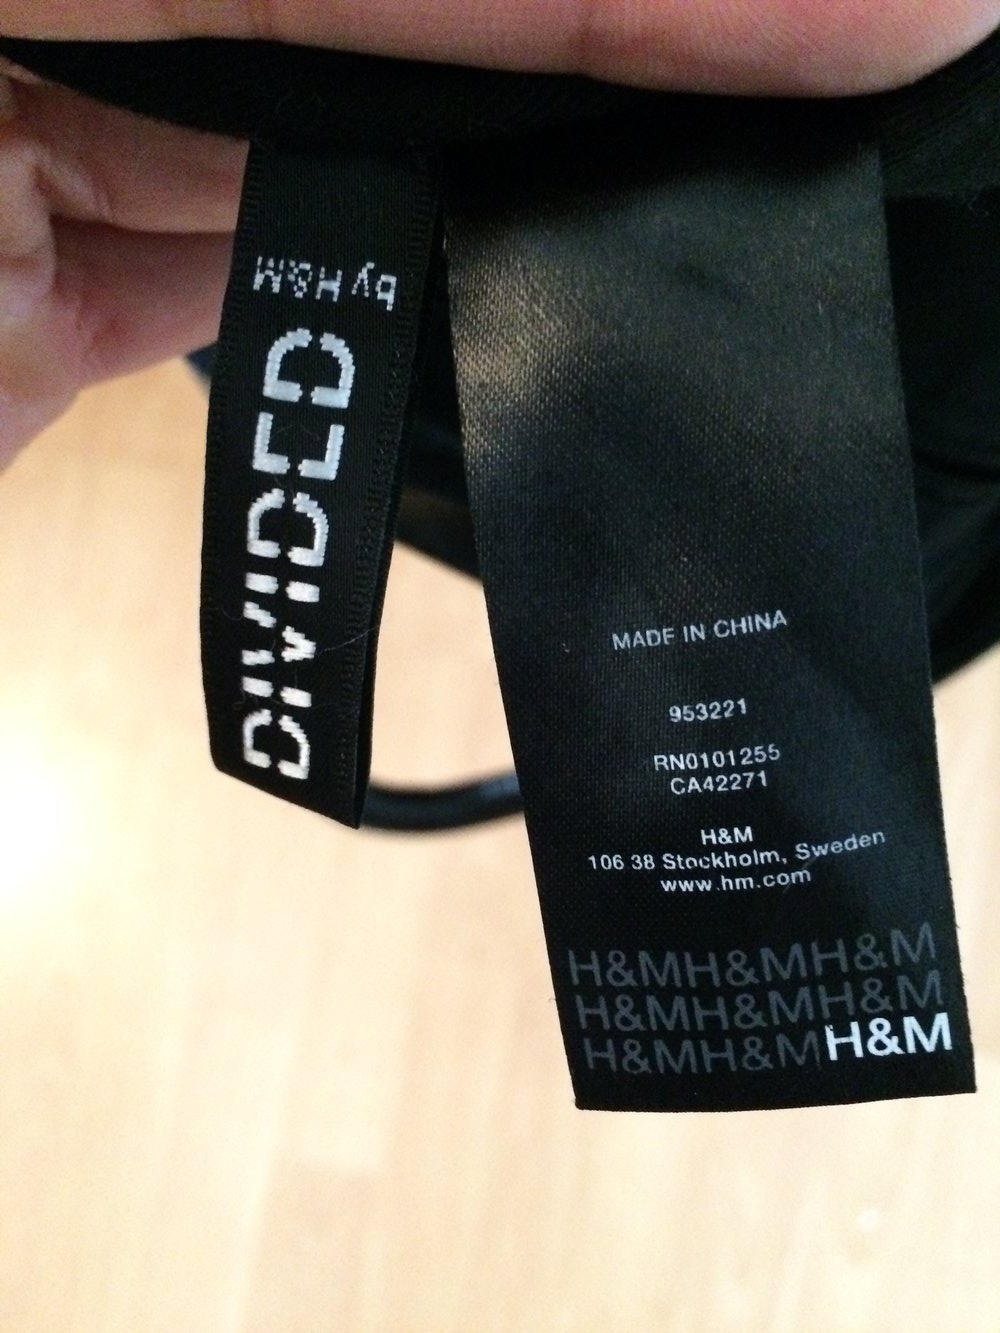 DIVIDED
by H&M
MADE IN CHINA
953221
RN0101255
CA42271
H&M
106 38 Stockholm, Sweden
www.hm.com
H&MH&MH&M
H&MH&MH&M
H&MH&MH&M